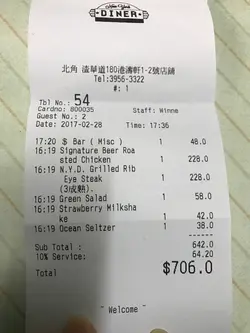 New York
DINER
北角 渣華道180港濤軒1-2號店舖
Tel:3956-3322
#: 1
Tbl No.: 54
Cardno: 800035 Staff: Winne
Guest No.: 2
Date: 2017-02-28 Time: 17:36
17:20 $ Bar ( Misc ) 1 48.0
16:19 Signature Beer Roa 1 228.0
sted Chicken
16:19 N.Y.D. Grilled Rib 1 228.0
Eye Steak
(3成熟).
16:19 Green Salad 1 58.0
16:19 Strawberry Milksha 1 42.0
ke
16:19 Ocean Seltzer 1 38.0
Sub Total : 642.0
10% Service: 64.20
Total $706.0
~ Welcome ~